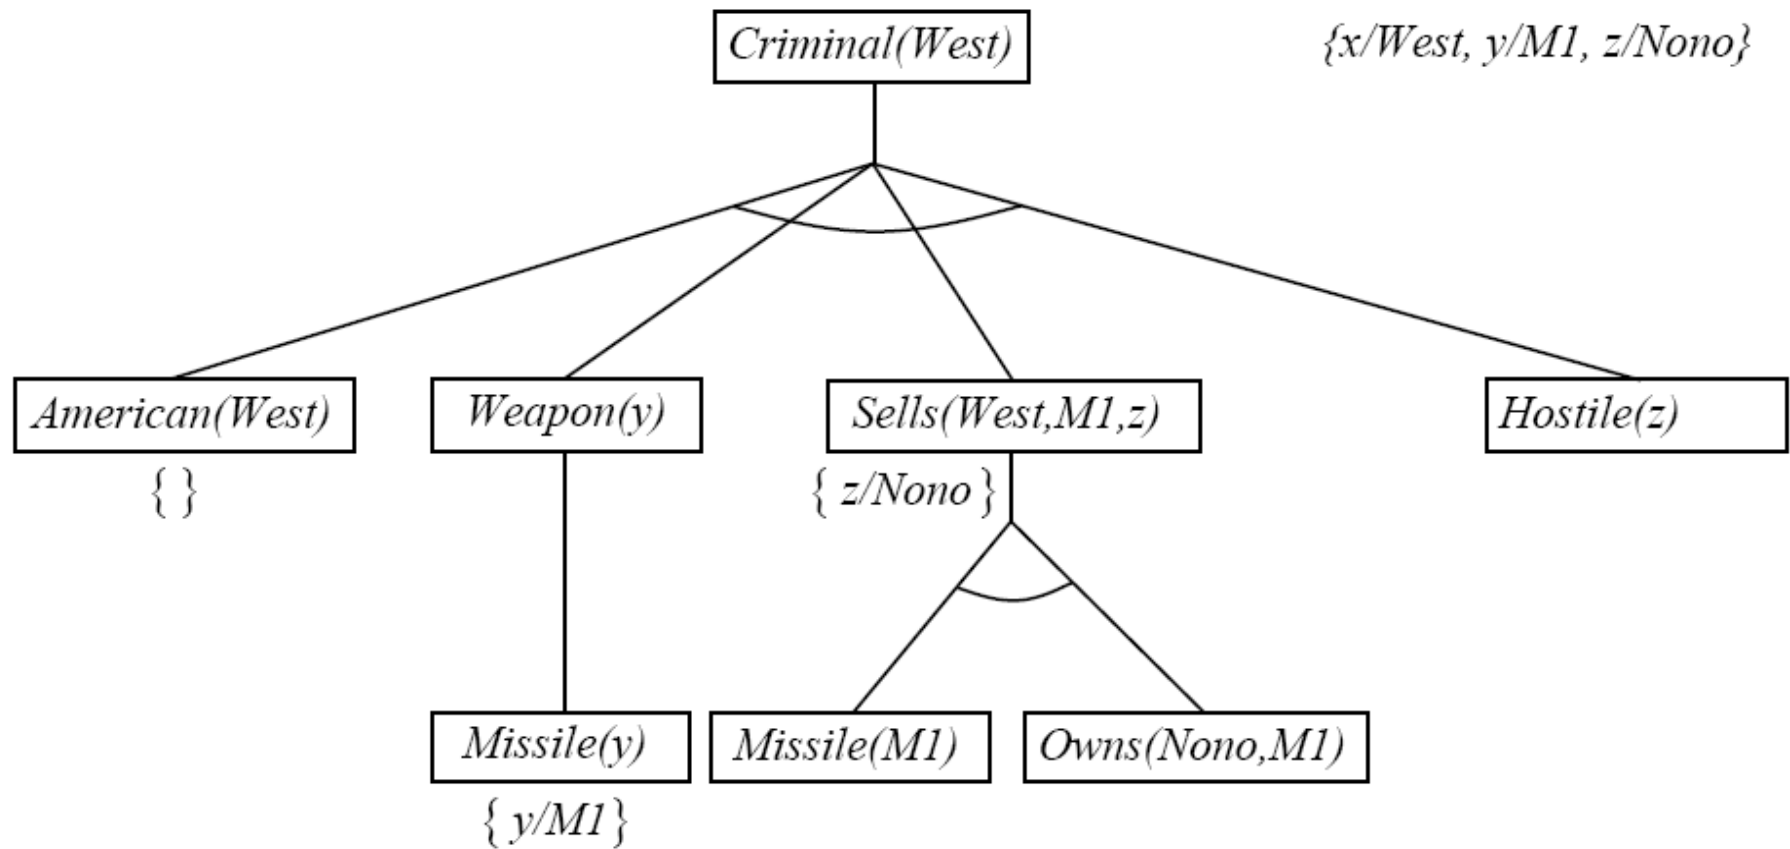 Criminal(West)
{x/West, y/M1, z/Nono}
American(West)
Weapon(y)
Sells(West,M1,z)
Hostile(z)
{ }
{ z/Nono }
Missile(y)
Missile(M1)
Owns(Nono,M1)
{ y/M1 }